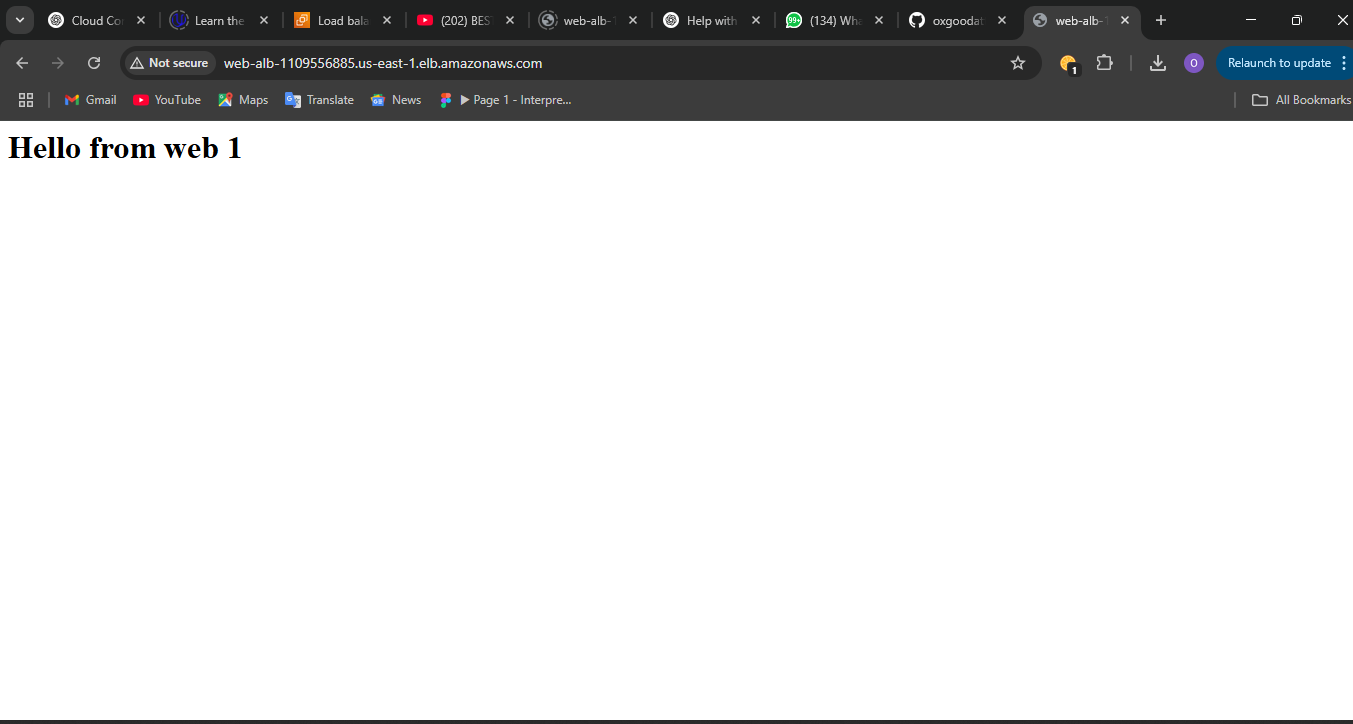 Cloud Co
Learn the
Load bala
(202) BES
web-alb-
Help with
(134) Wha
oxgoodat
web-alb-1
Not secure
web-alb-1109556885.us-east-1.elb.amazonaws.com
1
O
Relaunch to update
Gmail
YouTube
Maps
Translate
News
▶ Page 1 - Interpre...
All Bookmarks
Hello from web 1